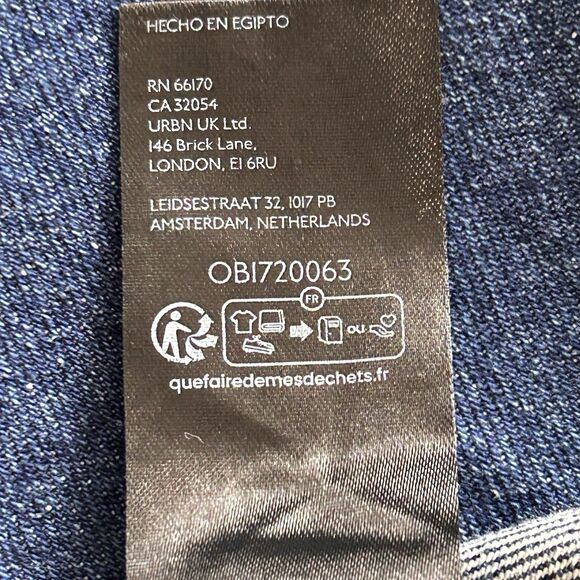 HECHO EN EGIPTO
RN 66170
CA 32054
URBN UK Ltd.
146 Brick Lane,
LONDON, E1 6RU
LEIDSESTRAAT 32, 1017 PB
AMSTERDAM, NETHERLANDS
OB1720063
FR
OU
quefairedemesdechets.fr